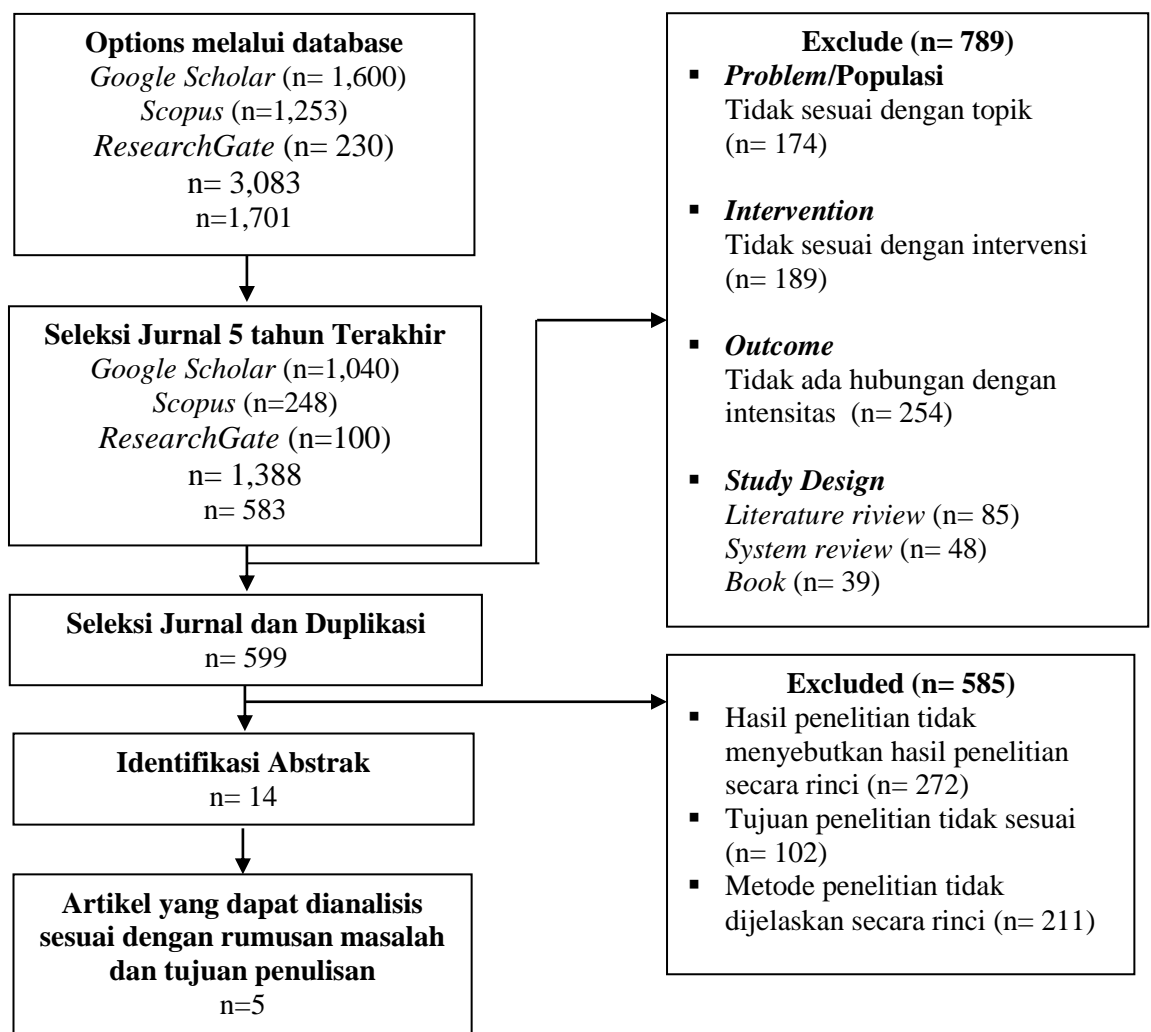 Options melalui database
Google Scholar (n= 1,600)
Scopus (n=1,253)
ResearchGate (n= 230)
n= 3,083
n=1,701
Seleksi Jurnal 5 tahun Terakhir
Google Scholar (n=1,040)
Scopus (n=248)
ResearchGate (n=100)
n= 1,388
n= 583
Seleksi Jurnal dan Duplikasi
n= 599
Identifikasi Abstrak
n= 14
Artikel yang dapat dianalisis
sesuai dengan rumusan masalah
dan tujuan penulisan
n=5
Exclude (n= 789)
▪ Problem/Populasi
Tidak sesuai dengan topik
(n= 174)
▪ Intervention
Tidak sesuai dengan intervensi
(n= 189)
▪ Outcome
Tidak ada hubungan dengan
intensitas (n= 254)
▪ Study Design
Literature riview (n= 85)
System review (n= 48)
Book (n= 39)
Excluded (n= 585)
▪ Hasil penelitian tidak
menyebutkan hasil penelitian
secara rinci (n= 272)
▪ Tujuan penelitian tidak sesuai
(n= 102)
▪ Metode penelitian tidak
dijelaskan secara rinci (n= 211)